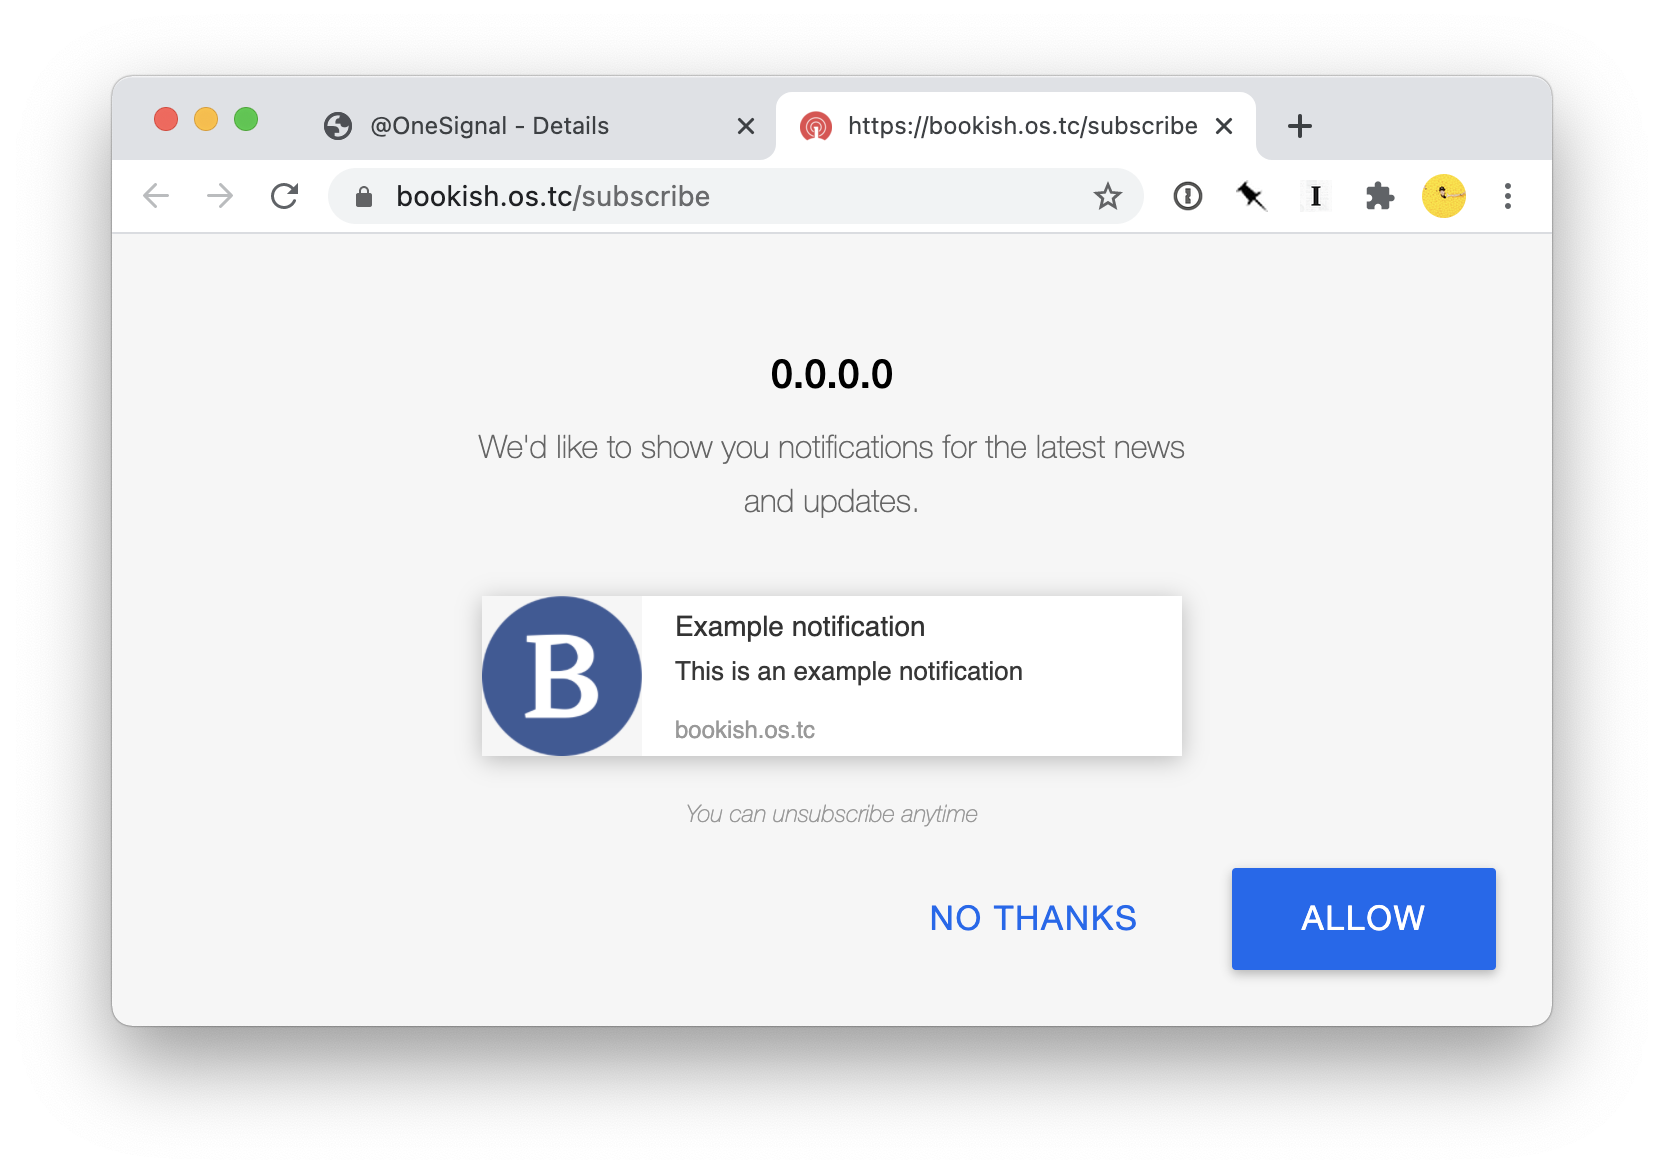 @OneSignal - Details
https://bookish.os.tc/subscribe
bookish.os.tc/subscribe
I
0.0.0.0
We'd like to show you notifications for the latest news
and updates.
B
Example notification
This is an example notification
bookish.os.tc
You can unsubscribe anytime
NO THANKS
ALLOW